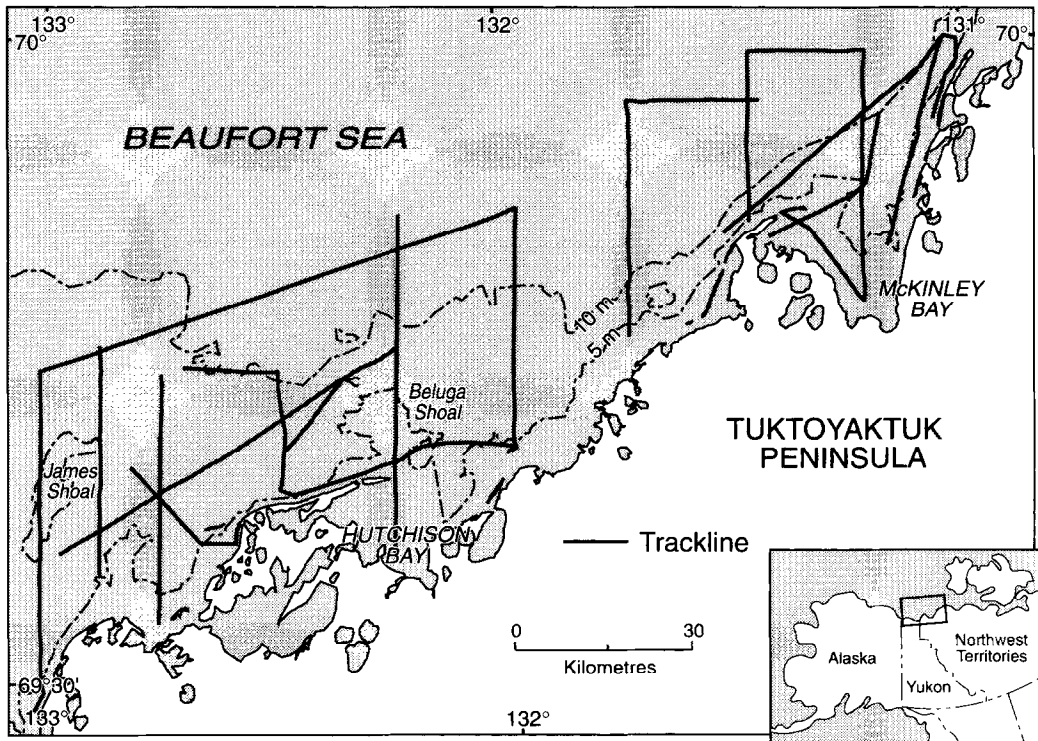 133°
132°
131°
70°
70°
BEAUFORT SEA
McKINLEY
BAY
10 m
5 m
Beluga
Shoal
TUKTOYAKTUK
PENINSULA
James
Shoal
HUTCHISON
BAY
Trackline
0 30
Kilometres
Northwest
Territories
Alaska
Yukon
69°30'
133°
132°